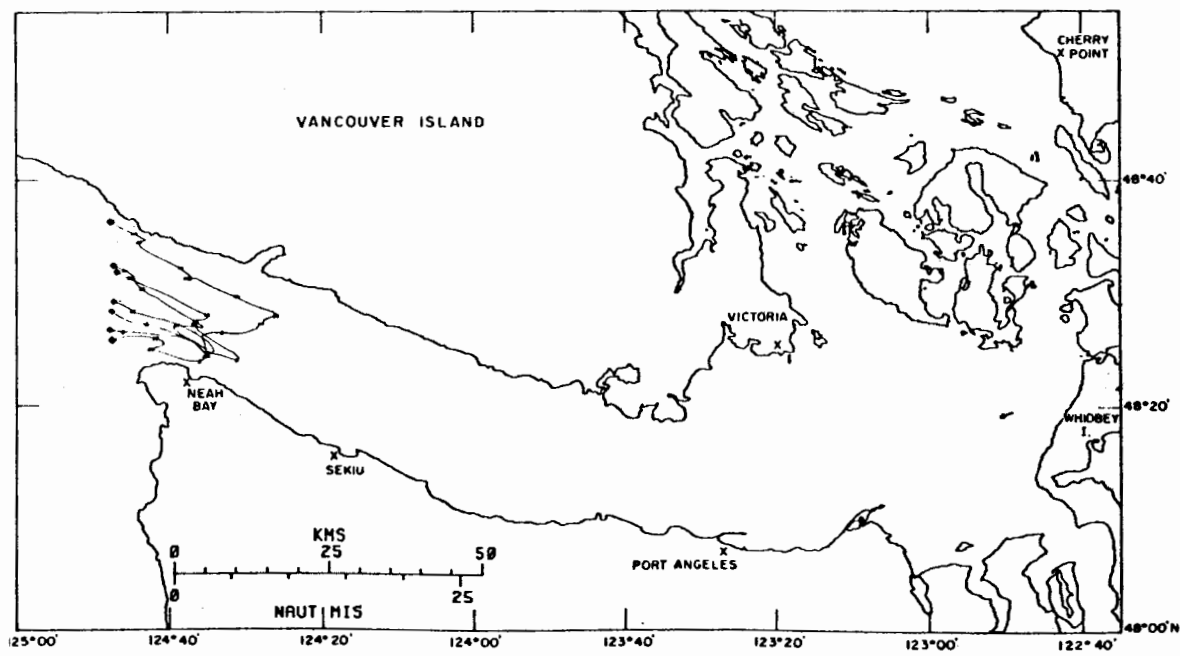 CHERRY
x POINT
VANCOUVER ISLAND
48°40'
VICTORIA
x
x
NEAH
BAY
48°20'
WHIDBEY
I.
x
SEKIU
KMS
0 25 50
x
PORT ANGELES
0 25
NAUT MIS
48°00'N
125°00' 124°40' 124°20' 124°00' 123°40' 123°20' 123°00' 122°40'